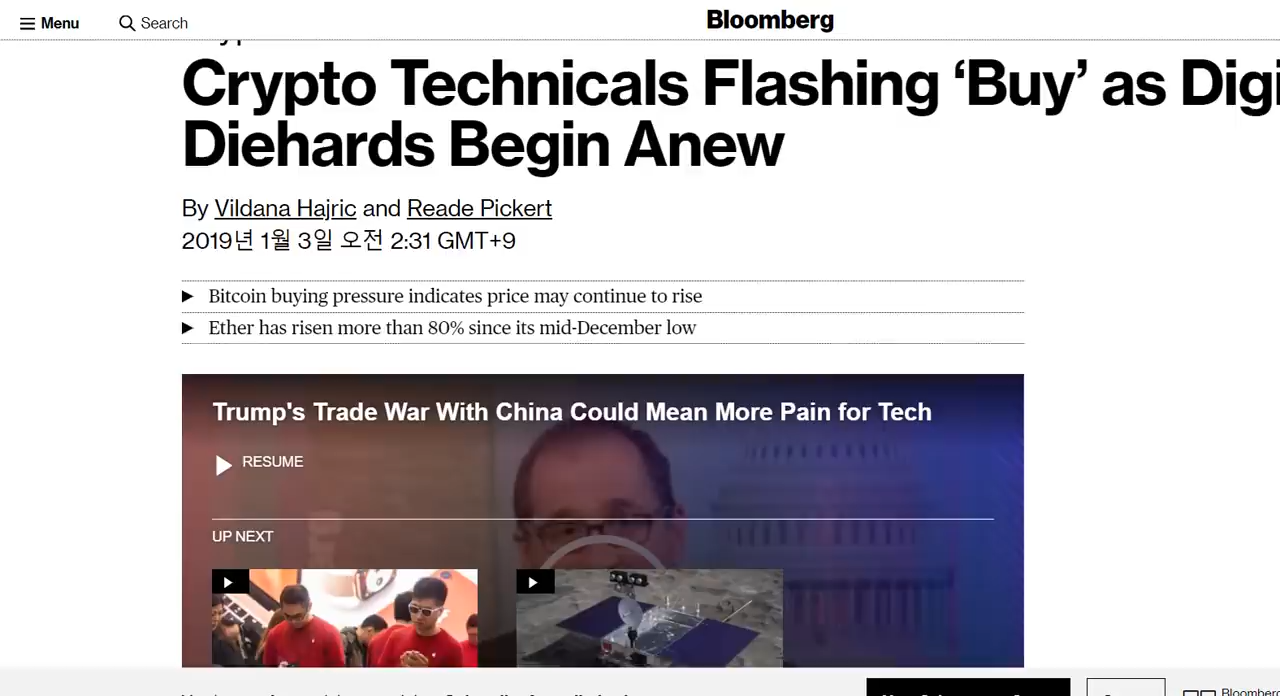 Menu
Search
Bloomberg
Crypto Technicals Flashing ‘Buy’ as Digi
Diehards Begin Anew
By Vildana Hajric and Reade Pickert
2019년 1월 3일 오전 2:31 GMT+9
Bitcoin buying pressure indicates price may continue to rise
Ether has risen more than 80% since its mid-December low
Trump's Trade War With China Could Mean More Pain for Tech
RESUME
UP NEXT
Bloomberg